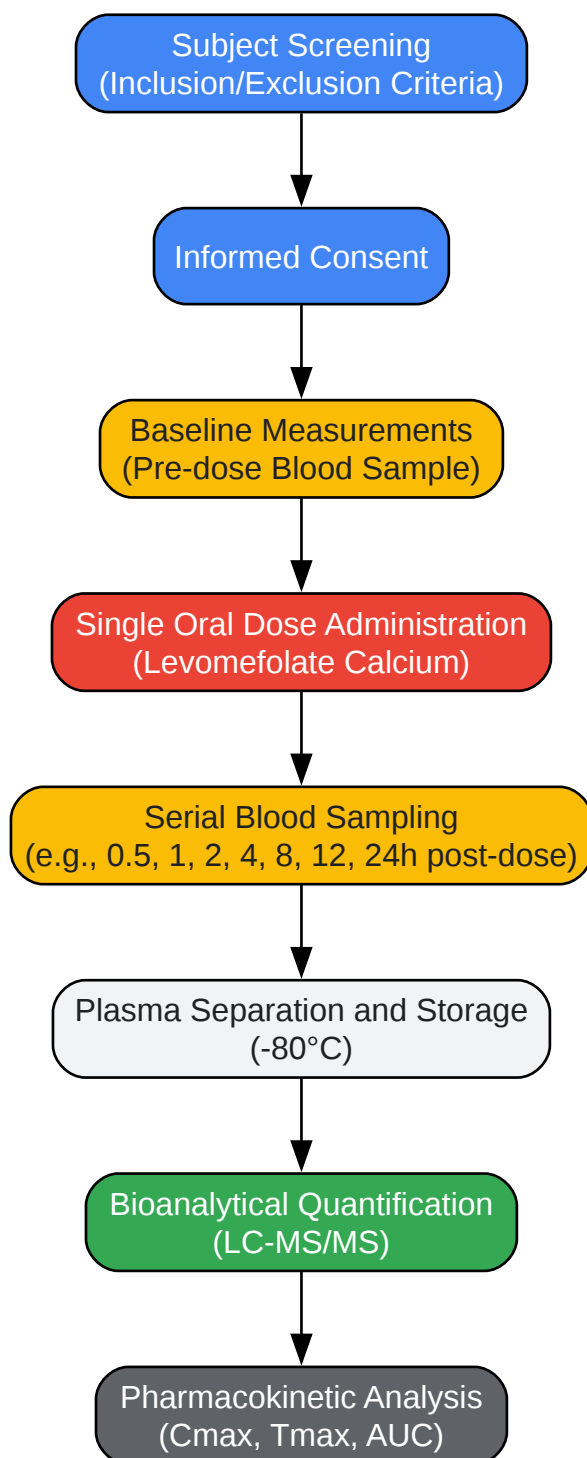 Subject Screening
(Inclusion/Exclusion Criteria)
Informed Consent
Baseline Measurements
(Pre-dose Blood Sample)
Single Oral Dose Administration
(Levomefolate Calcium)
Serial Blood Sampling
(e.g., 0.5, 1, 2, 4, 8, 12, 24h post-dose)
Plasma Separation and Storage
(-80°C)
Bioanalytical Quantification
(LC-MS/MS)
Pharmacokinetic Analysis
(Cmax, Tmax, AUC)